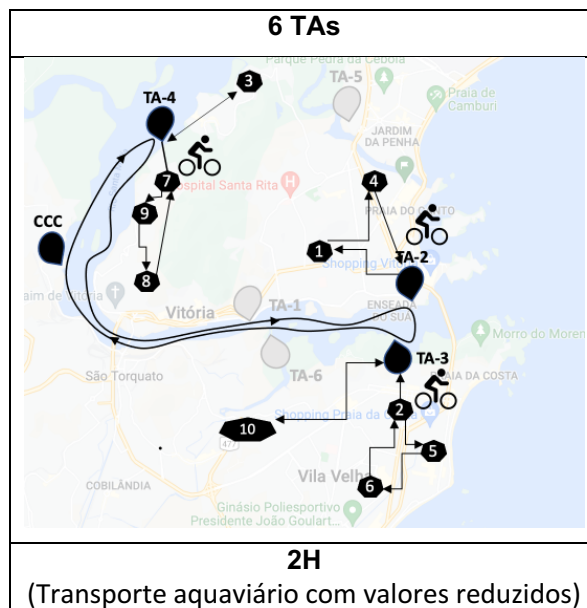 6 TAs
Parque Pedra da Cebola
3
TA-5
TA-4
Praia de
Camburi
JARDIM
DA PENHA
7
Hospital Santa Rita
4
9
PRAIA DO CANTO
CCC
1
Shopping Vitória
TA-2
8
Vitória
TA-1
ENSEADA
DO SUÁ
Morro do Moreno
São Torquato
TA-6
TA-3
PRAIA DA COSTA
2
Shopping Praia da Costa
10
5
Vila Velha
6
COBILÂNDIA
Ginásio Poliesportivo
Presidente João Goulart...
2H
(Transporte aquaviário com valores reduzidos)